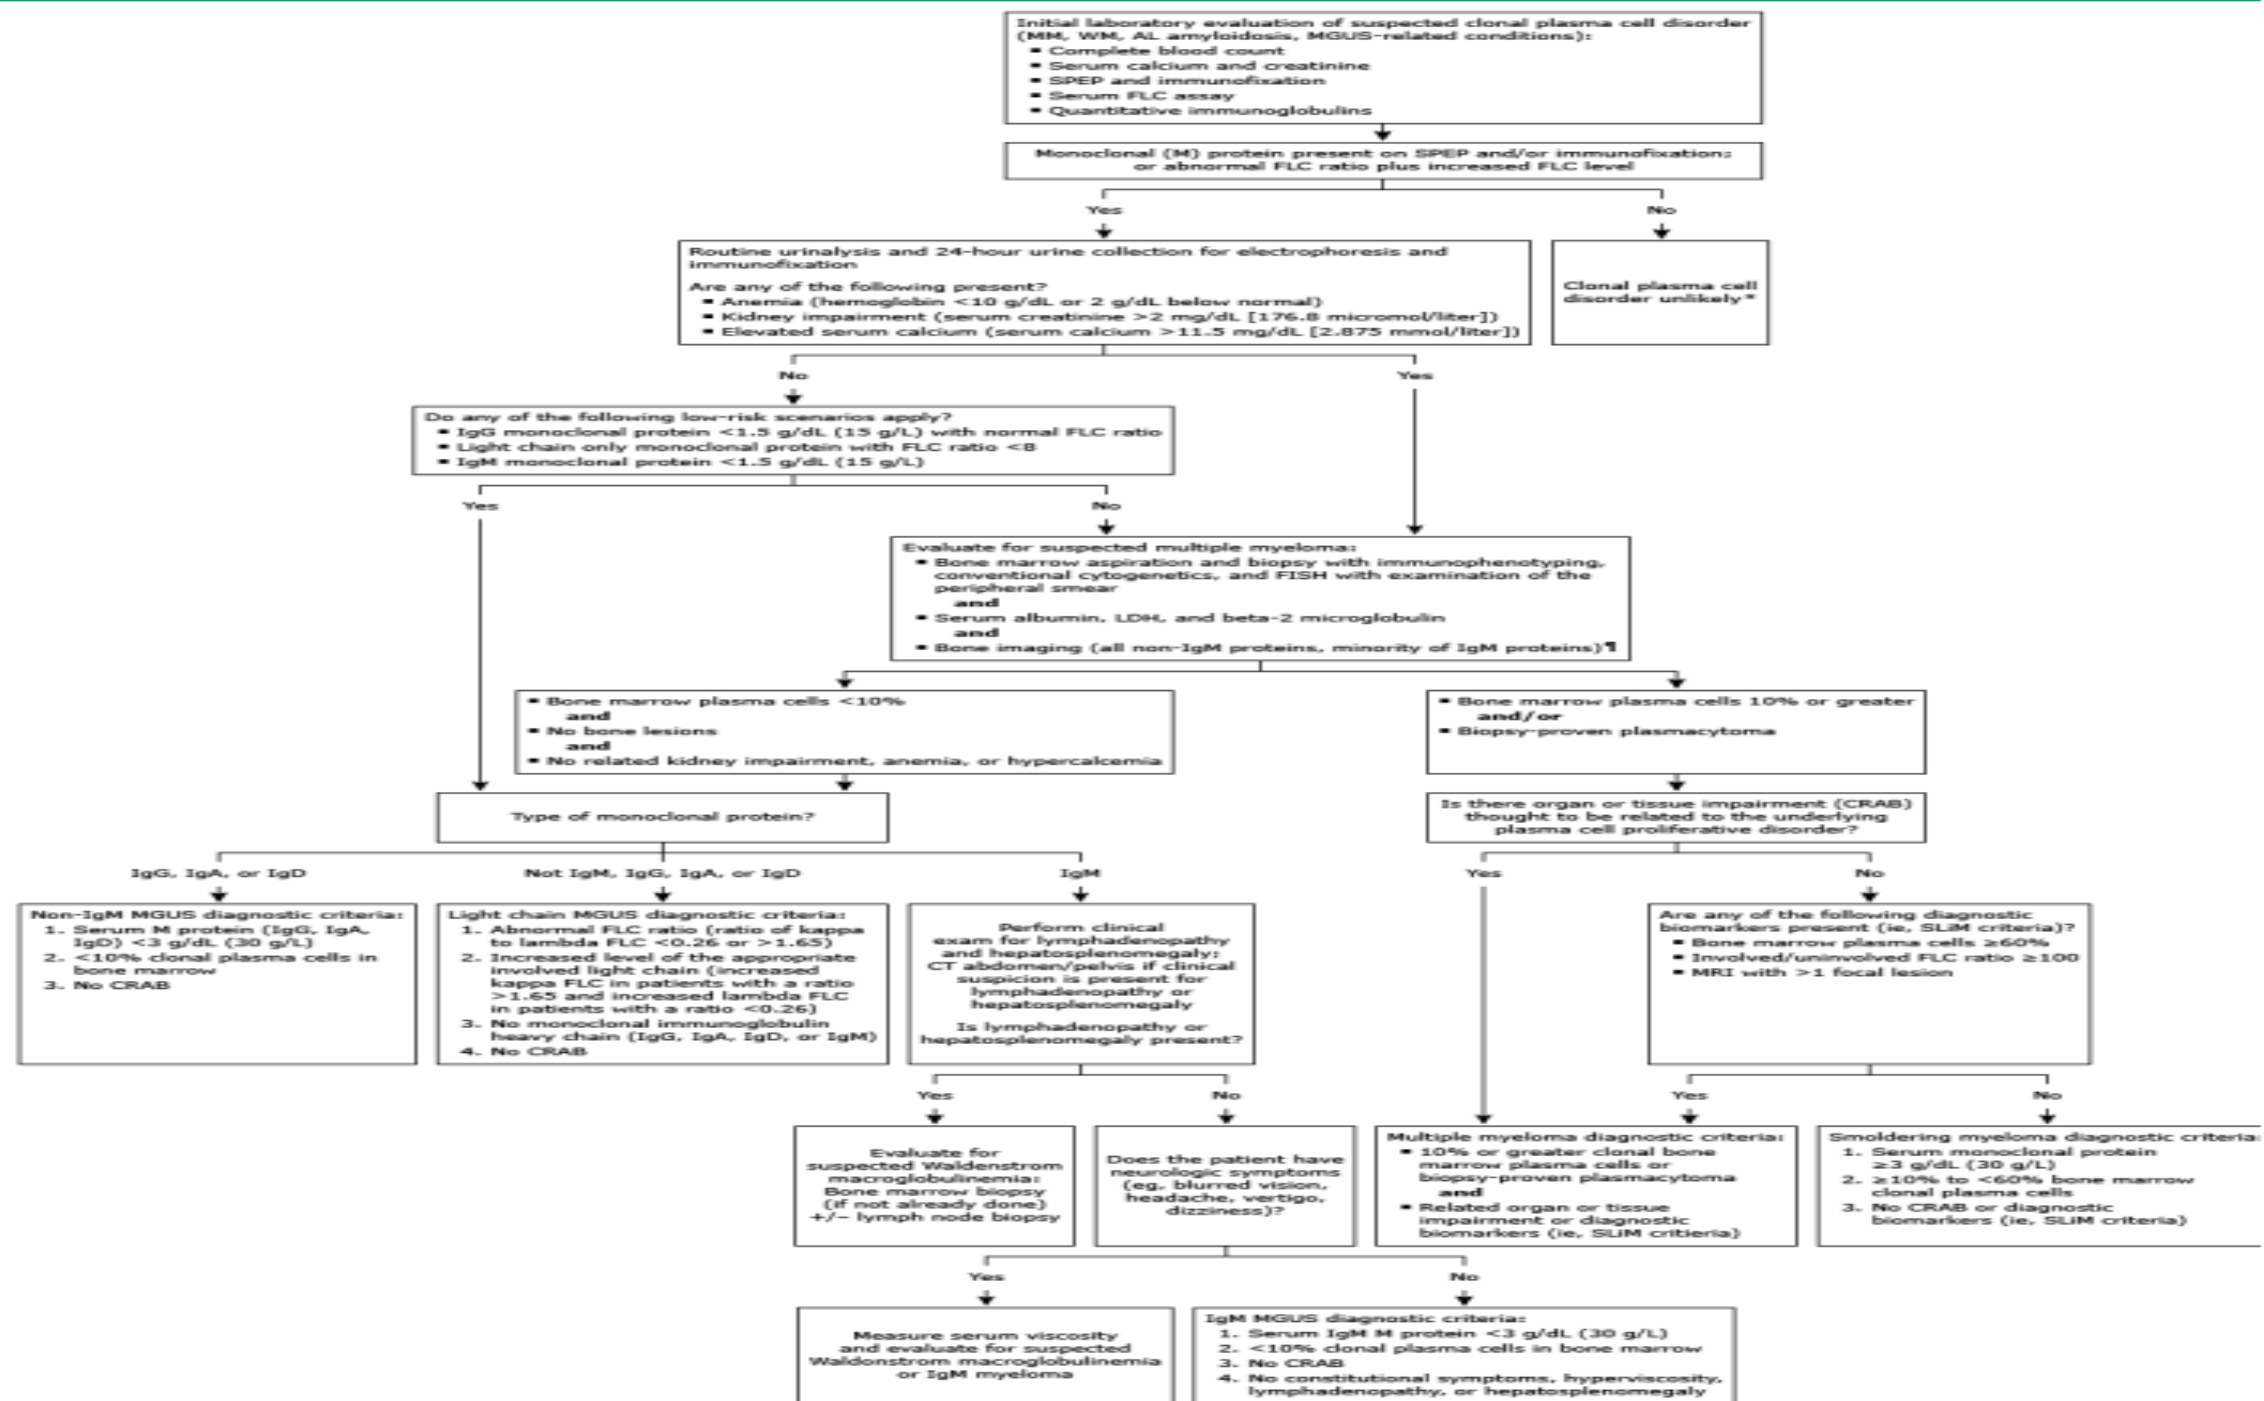 Initial laboratory evaluation of suspected clonal plasma cell disorder
(MM, WM, AL amyloidosis, MGUS-related conditions):
▪ Complete blood count
▪ Serum calcium and creatinine
▪ SPEP and immunofixation
▪ Serum FLC assay
▪ Quantitative immunoglobulins
Monoclonal (M) protein present on SPEP and/or immunofixation;
or abnormal FLC ratio plus increased FLC level
Yes
No
Routine urinalysis and 24-hour urine collection for electrophoresis and
immunofixation
Are any of the following present?
▪ Anemia (hemoglobin <10 g/dL or 2 g/dL below normal)
▪ Kidney impairment (serum creatinine >2 mg/dL [176.8 micromol/liter])
▪ Elevated serum calcium (serum calcium >11.5 mg/dL [2.875 mmol/liter])
Clonal plasma cell
disorder unlikely*
No
Yes
Do any of the following low-risk scenarios apply?
▪ IgG monoclonal protein <1.5 g/dL (15 g/L) with normal FLC ratio
▪ Light chain only monoclonal protein with FLC ratio <8
▪ IgM monoclonal protein <1.5 g/dL (15 g/L)
Yes
No
Evaluate for suspected multiple myeloma:
▪ Bone marrow aspiration and biopsy with immunophenotyping,
conventional cytogenetics, and FISH with examination of the
peripheral smear
and
▪ Serum albumin, LDH, and beta-2 microglobulin
and
▪ Bone imaging (all non-IgM proteins, minority of IgM proteins)¶
▪ Bone marrow plasma cells <10%
and
▪ No bone lesions
and
▪ No related kidney impairment, anemia, or hypercalcemia
▪ Bone marrow plasma cells 10% or greater
and/or
▪ Biopsy-proven plasmacytoma
Type of monoclonal protein?
Is there organ or tissue impairment (CRAB)
thought to be related to the underlying
plasma cell proliferative disorder?
IgG, IgA, or IgD
Not IgM, IgG, IgA, or IgD
IgM
Yes
No
Non-IgM MGUS diagnostic criteria:
1. Serum M protein (IgG, IgA,
IgD) <3 g/dL (30 g/L)
2. <10% clonal plasma cells in
bone marrow
3. No CRAB
Light chain MGUS diagnostic criteria:
1. Abnormal FLC ratio (ratio of kappa
to lambda FLC <0.26 or >1.65)
2. Increased level of the appropriate
involved light chain (increased
kappa FLC in patients with a ratio
>1.65 and increased lambda FLC
in patients with a ratio <0.26)
3. No monoclonal immunoglobulin
heavy chain (IgG, IgA, IgD, or IgM)
4. No CRAB
Perform clinical
exam for lymphadenopathy
and hepatosplenomegaly;
CT abdomen/pelvis if clinical
suspicion is present for
lymphadenopathy or
hepatosplenomegaly
Is lymphadenopathy or
hepatosplenomegaly present?
Are any of the following diagnostic
biomarkers present (ie, SLiM criteria)?
▪ Bone marrow plasma cells ≥60%
▪ Involved/uninvolved FLC ratio ≥100
▪ MRI with >1 focal lesion
Yes
No
Yes
No
Evaluate for
suspected Waldenstrom
macroglobulinemia:
Bone marrow biopsy
(if not already done)
+/– lymph node biopsy
Does the patient have
neurologic symptoms
(eg, blurred vision,
headache, vertigo,
dizziness)?
Multiple myeloma diagnostic criteria:
▪ 10% or greater clonal bone
marrow plasma cells or
biopsy-proven plasmacytoma
and
▪ Related organ or tissue
impairment or diagnostic
biomarkers (ie, SLiM critieria)
Smoldering myeloma diagnostic criteria:
1. Serum monoclonal protein
≥3 g/dL (30 g/L)
2. ≥10% to <60% bone marrow
clonal plasma cells
3. No CRAB or diagnostic
biomarkers (ie, SLiM criteria)
Yes
No
Measure serum viscosity
and evaluate for suspected
Waldonstrom macroglobulinemia
or IgM myeloma
IgM MGUS diagnostic criteria:
1. Serum IgM M protein <3 g/dL (30 g/L)
2. <10% clonal plasma cells in bone marrow
3. No CRAB
4. No constitutional symptoms, hyperviscosity,
lymphadenopathy, or hepatosplenomegaly